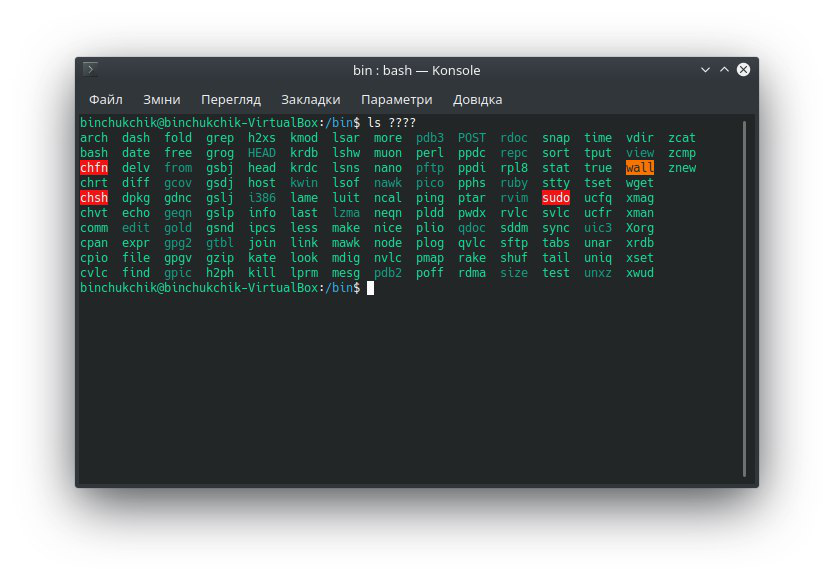 bin : bash — Konsole
Файл Зміни Перегляд Закладки Параметри Довідка
binchukchik@binchukchik-VirtualBox:/bin$ ls ????
arch dash fold grep h2xs kmod lsar more pdb3 POST rdoc snap time vdir zcat
bash date free grog HEAD krdb lshw muon perl ppdc repc sort tput view zcmp
chfn delv from gsbj head krdc lsns nano pftp ppdi rpl8 stat true wall znew
chrt diff gcov gsdj host kwin lsof nawk pico pphs ruby stty tset wget
chsh dpkg gdnc gslj i386 lame luit ncal ping ptar rvim sudo ucfq xmag
chvt echo geqn gslp info last lzma neqn pldd pwdx rvlc svlc ucfr xman
comm edit gold gsnd ipcs less make nice plio qdoc sddm sync uic3 Xorg
cpan expr gpg2 gtbl join link mawk node plog qvlc sftp tabs unar xrdb
cpio file gpgv gzip kate look mdig nvlc pmap rake shuf tail uniq xset
cvlc find gpic h2ph kill lprm mesg pdb2 poff rdma size test unxz xwud
binchukchik@binchukchik-VirtualBox:/bin$